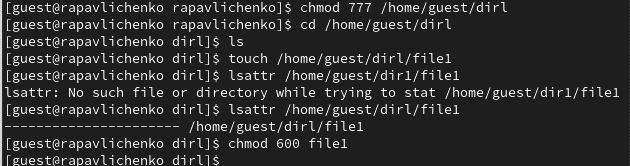 [guest@rapavlichenko rapavlichenko]$ chmod 777 /home/guest/dirl
[guest@rapavlichenko rapavlichenko]$ cd /home/guest/dirl
[guest@rapavlichenko dirl]$ ls
[guest@rapavlichenko dirl]$ touch /home/guest/dirl/file1
[guest@rapavlichenko dirl]$ lsattr /home/guest/dir1/file1
lsattr: No such file or directory while trying to stat /home/guest/dir1/file1
[guest@rapavlichenko dirl]$ lsattr /home/guest/dirl/file1
---------------------- /home/guest/dirl/file1
[guest@rapavlichenko dirl]$ chmod 600 file1
[guest@rapavlichenko dirl]$